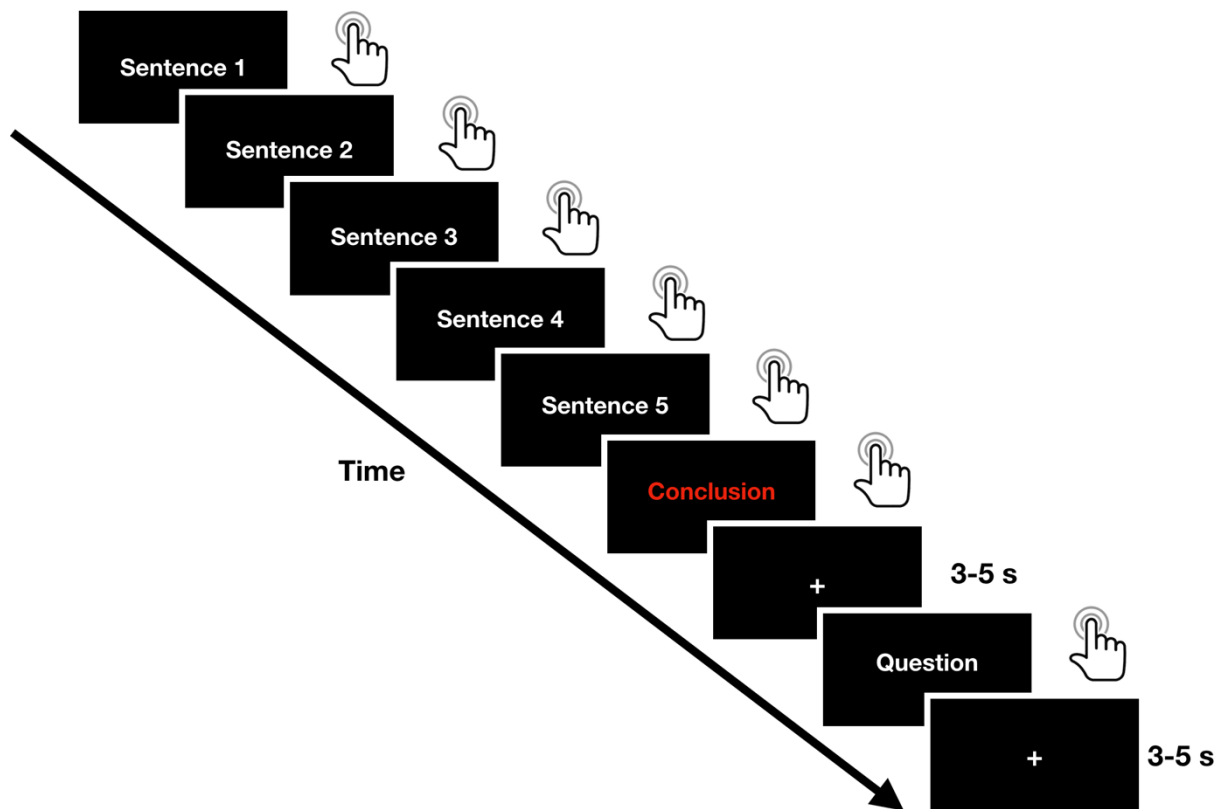 Sentence 1
Sentence 2
Sentence 3
Sentence 4
Sentence 5
Time
Conclusion
+
3-5 s
Question
+
3-5 s